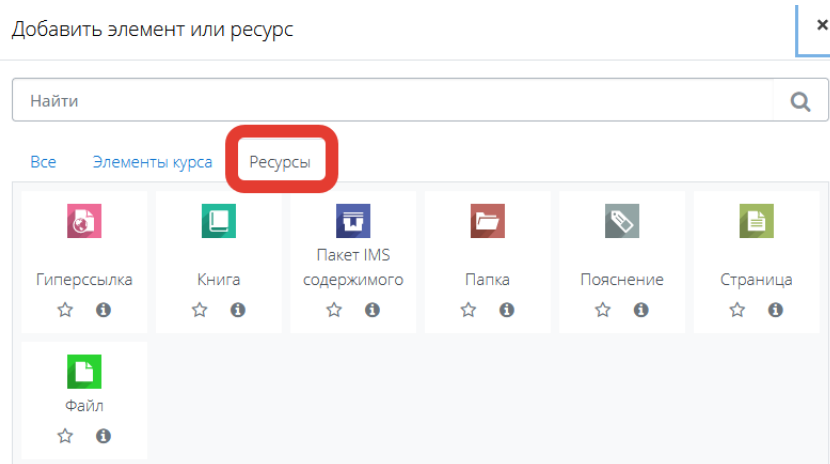 Добавить элемент или ресурс
Найти
Все Элементы курса Ресурсы
Гиперссылка Книга Пакет IMS содержимого Папка Пояснение Страница
Файл